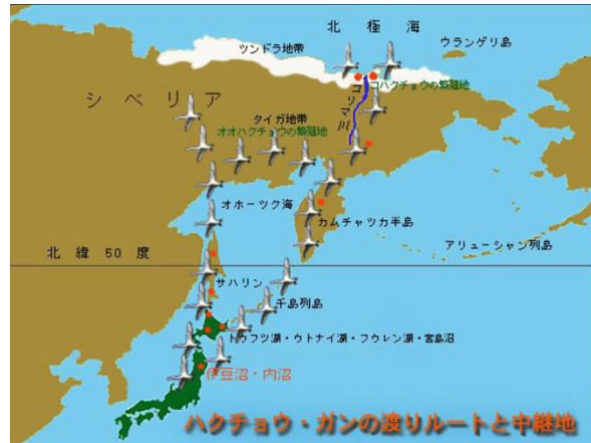 北極海
ツンドラ地帯
ウランゲリ島
コハクチョウの繁殖地
シベリア
コリマ川
タイガ地帯
オオハクチョウの繁殖地
オホーツク海
カムチャツカ半島
アリューシャン列島
北緯50度
サハリン
千島列島
トウフツ湖・ウトナイ湖・フウレン湖・宮島沼
伊豆沼・内沼
ハクチョウ・ガンの渡りルートと中継地